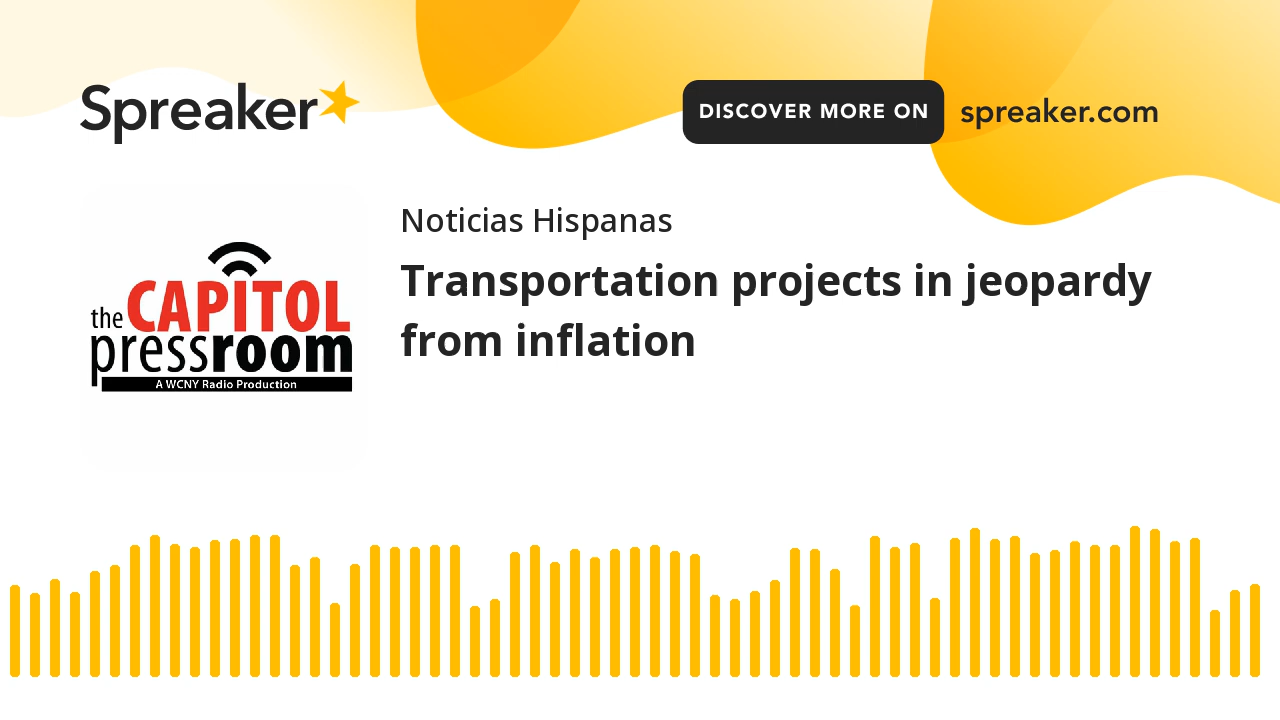 Spreaker
DISCOVER MORE ON
spreaker.com
Noticias Hispanas
Transportation projects in jeopardy
from inflation
the CAPITOL
pressroom
A WCNY Radio Production